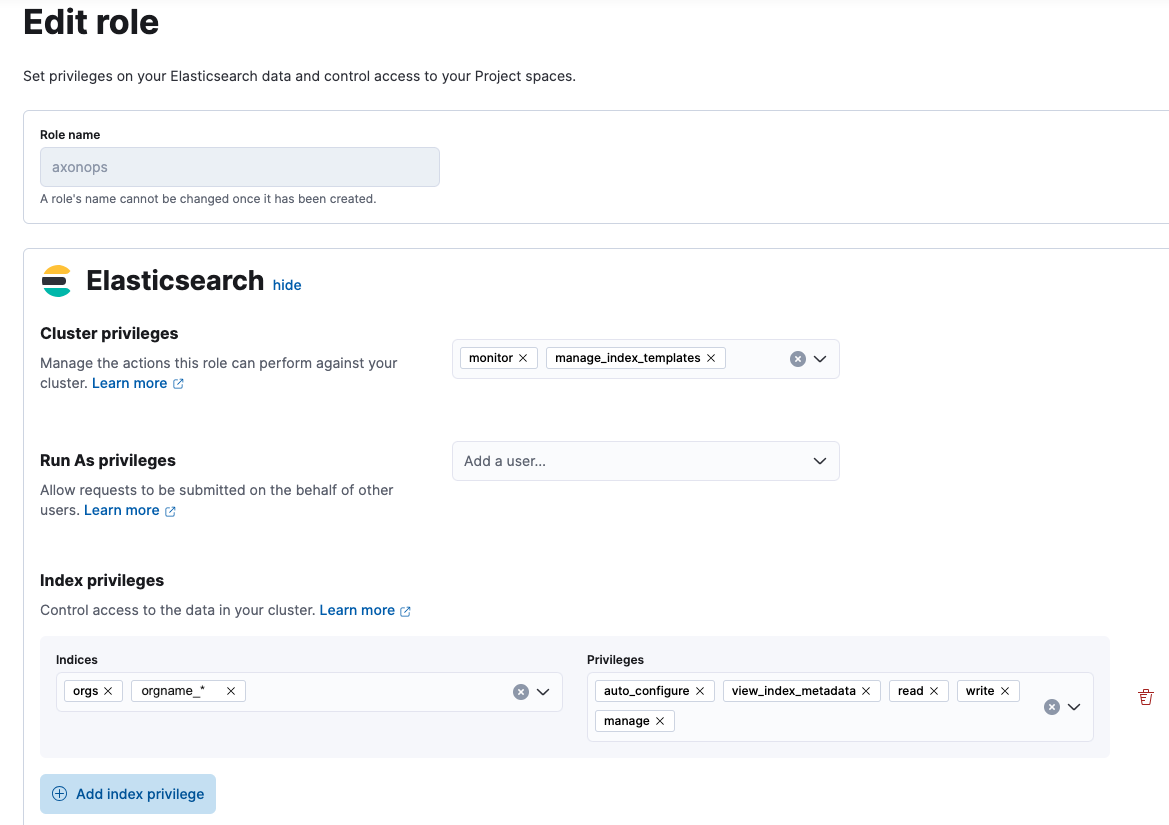 Edit role
Set privileges on your Elasticsearch data and control access to your Project spaces.
Role name
axonops
A role's name cannot be changed once it has been created.
Elasticsearch hide
Cluster privileges
Manage the actions this role can perform against your
cluster. Learn more
monitor manage_index_templates
Run As privileges
Allow requests to be submitted on the behalf of other
users. Learn more
Add a user...
Index privileges
Control access to the data in your cluster. Learn more
Indices
orgs orgname_*
Privileges
auto_configure view_index_metadata read write
manage
Add index privilege